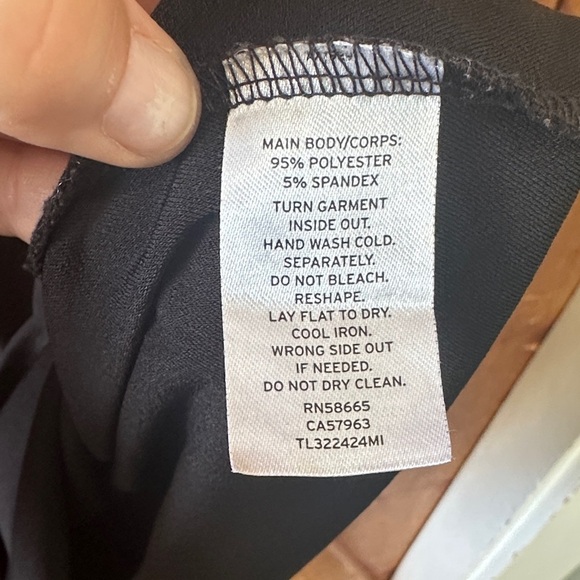 MAIN BODY/CORPS:
95% POLYESTER
5% SPANDEX
TURN GARMENT
INSIDE OUT.
HAND WASH COLD.
SEPARATELY.
DO NOT BLEACH.
RESHAPE.
LAY FLAT TO DRY.
COOL IRON.
WRONG SIDE OUT
IF NEEDED.
DO NOT DRY CLEAN.
RN58665
CA57963
TL322424MI